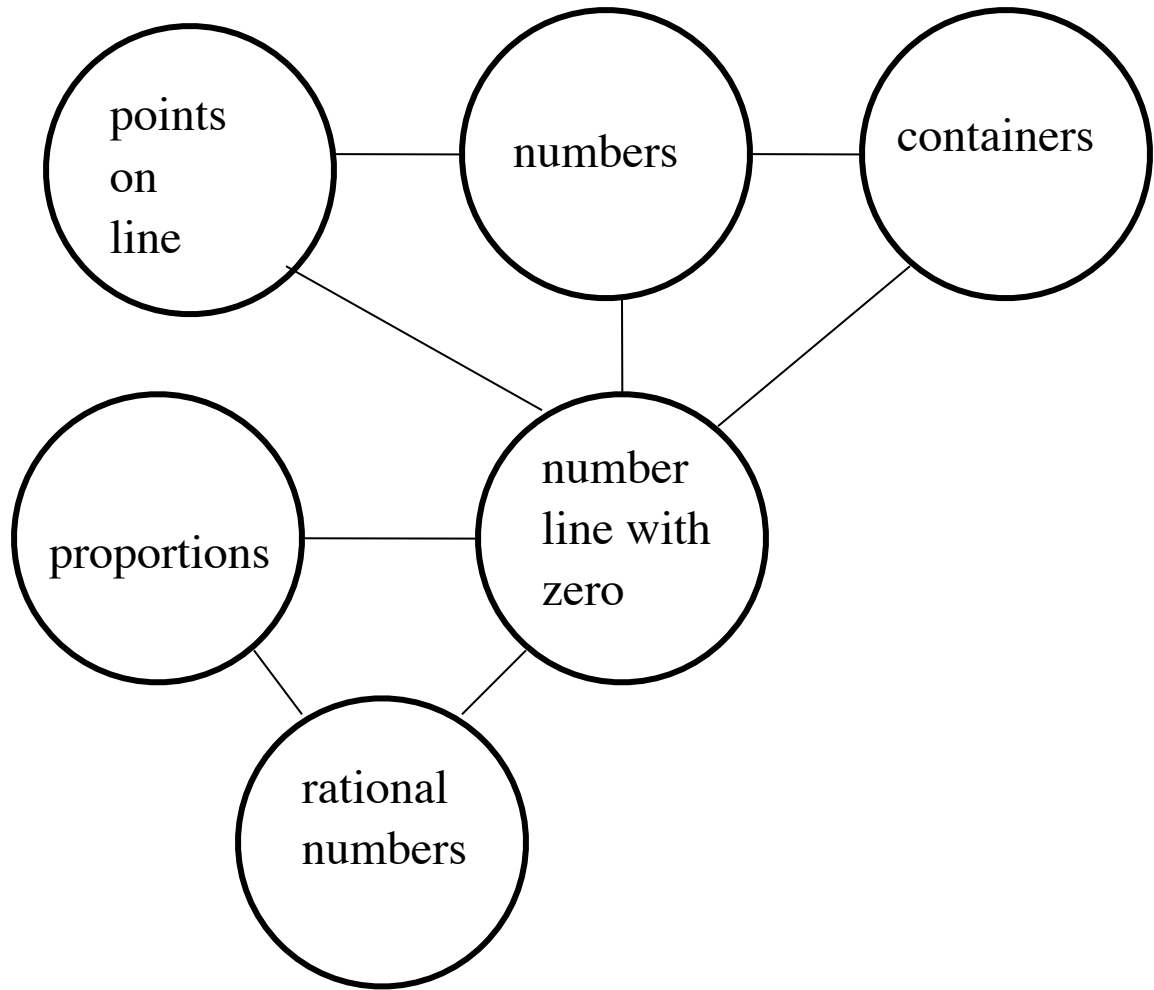 points
on
line
numbers
containers
proportions
number
line with
zero
rational
numbers